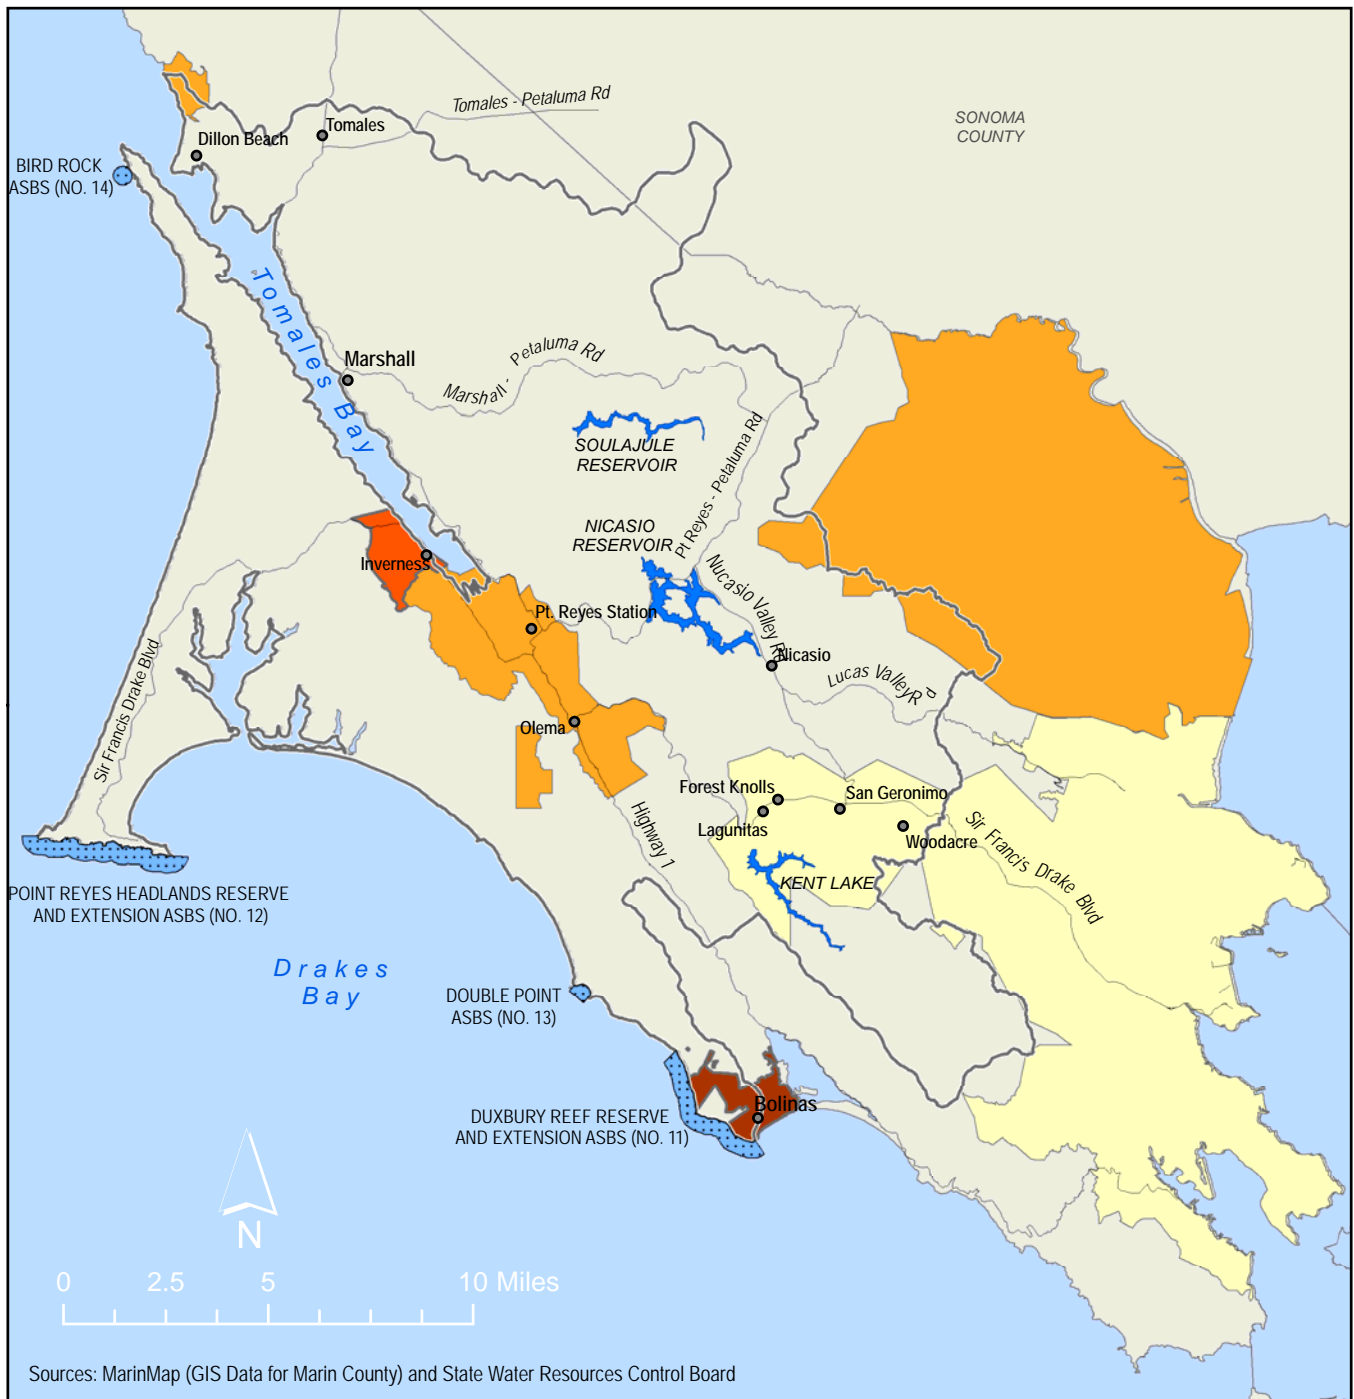 Tomales - Petaluma Rd
SONOMA
COUNTY
Tomales
Dillon Beach
BIRD ROCK
ASBS (NO. 14)
Tomales Bay
Marshall
Marshall - Petaluma Rd
SOULAJULE
RESERVOIR
Pt Reyes - Petaluma Rd
NICASIO
RESERVOIR
Inverness
Nucasio Valley Rd
Pt. Reyes Station
Nicasio
Lucas Valley Rd
Sir Francis Drake Blvd
Olema
Forest Knolls
San Geronimo
Lagunitas
Woodacre
Highway 1
Sir Francis Drake Blvd
KENT LAKE
POINT REYES HEADLANDS RESERVE
AND EXTENSION ASBS (NO. 12)
Drakes
Bay
DOUBLE POINT
ASBS (NO. 13)
Bolinas
DUXBURY REEF RESERVE
AND EXTENSION ASBS (NO. 11)
N
0 2.5 5 10 Miles
Sources: MarinMap (GIS Data for Marin County) and State Water Resources Control Board